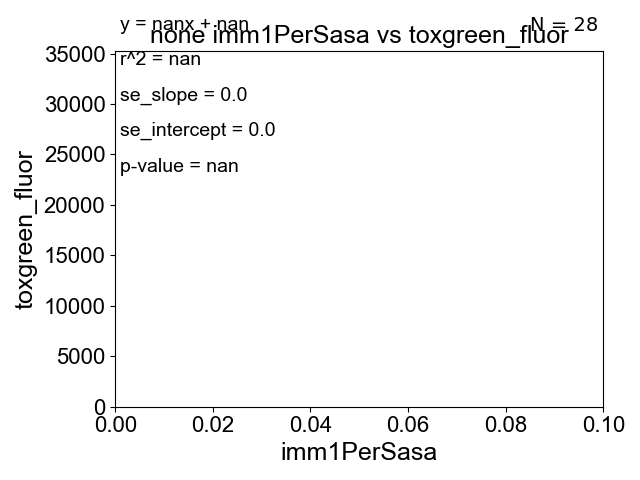 y = nanx + nan
N = 28
none imm1PerSasa vs toxgreen_fluor
r^2 = nan
se_slope = 0.0
se_intercept = 0.0
p-value = nan
35000
30000
25000
20000
15000
10000
5000
0
toxgreen_fluor
0.00 0.02 0.04 0.06 0.08 0.10
imm1PerSasa